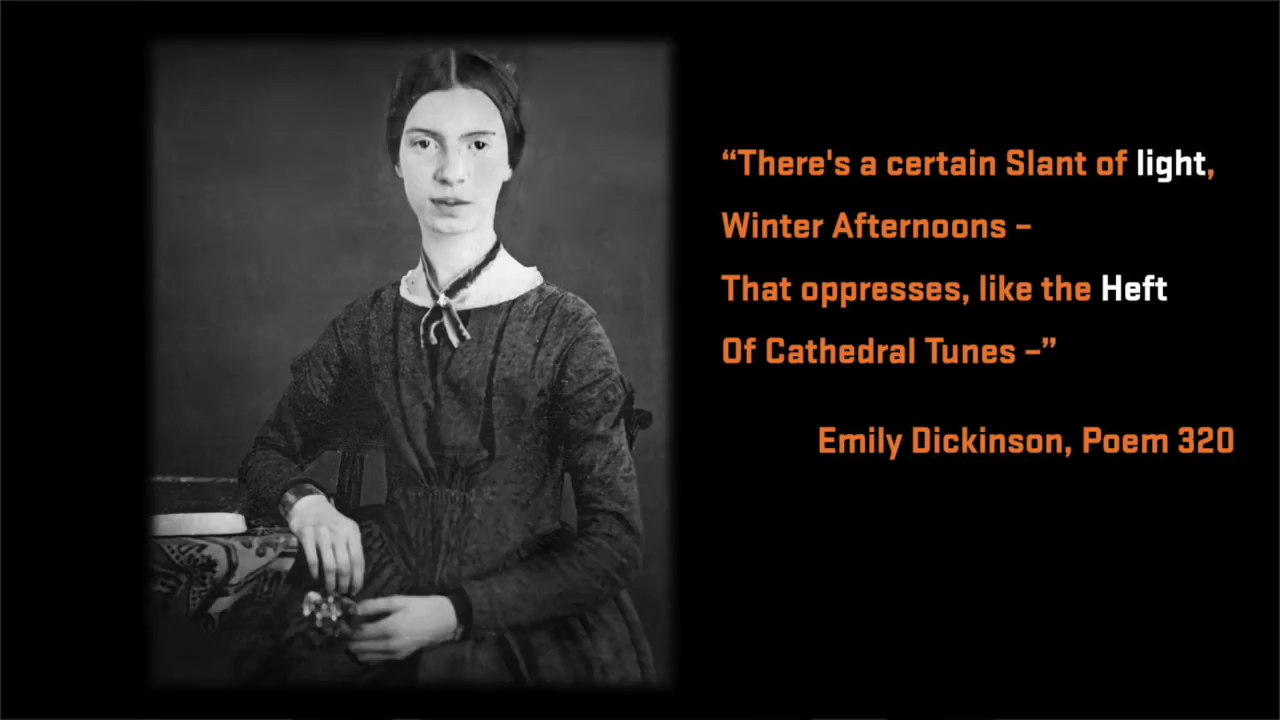 “There's a certain Slant of light,
Winter Afternoons –
That oppresses, like the Heft
Of Cathedral Tunes –”
Emily Dickinson, Poem 320